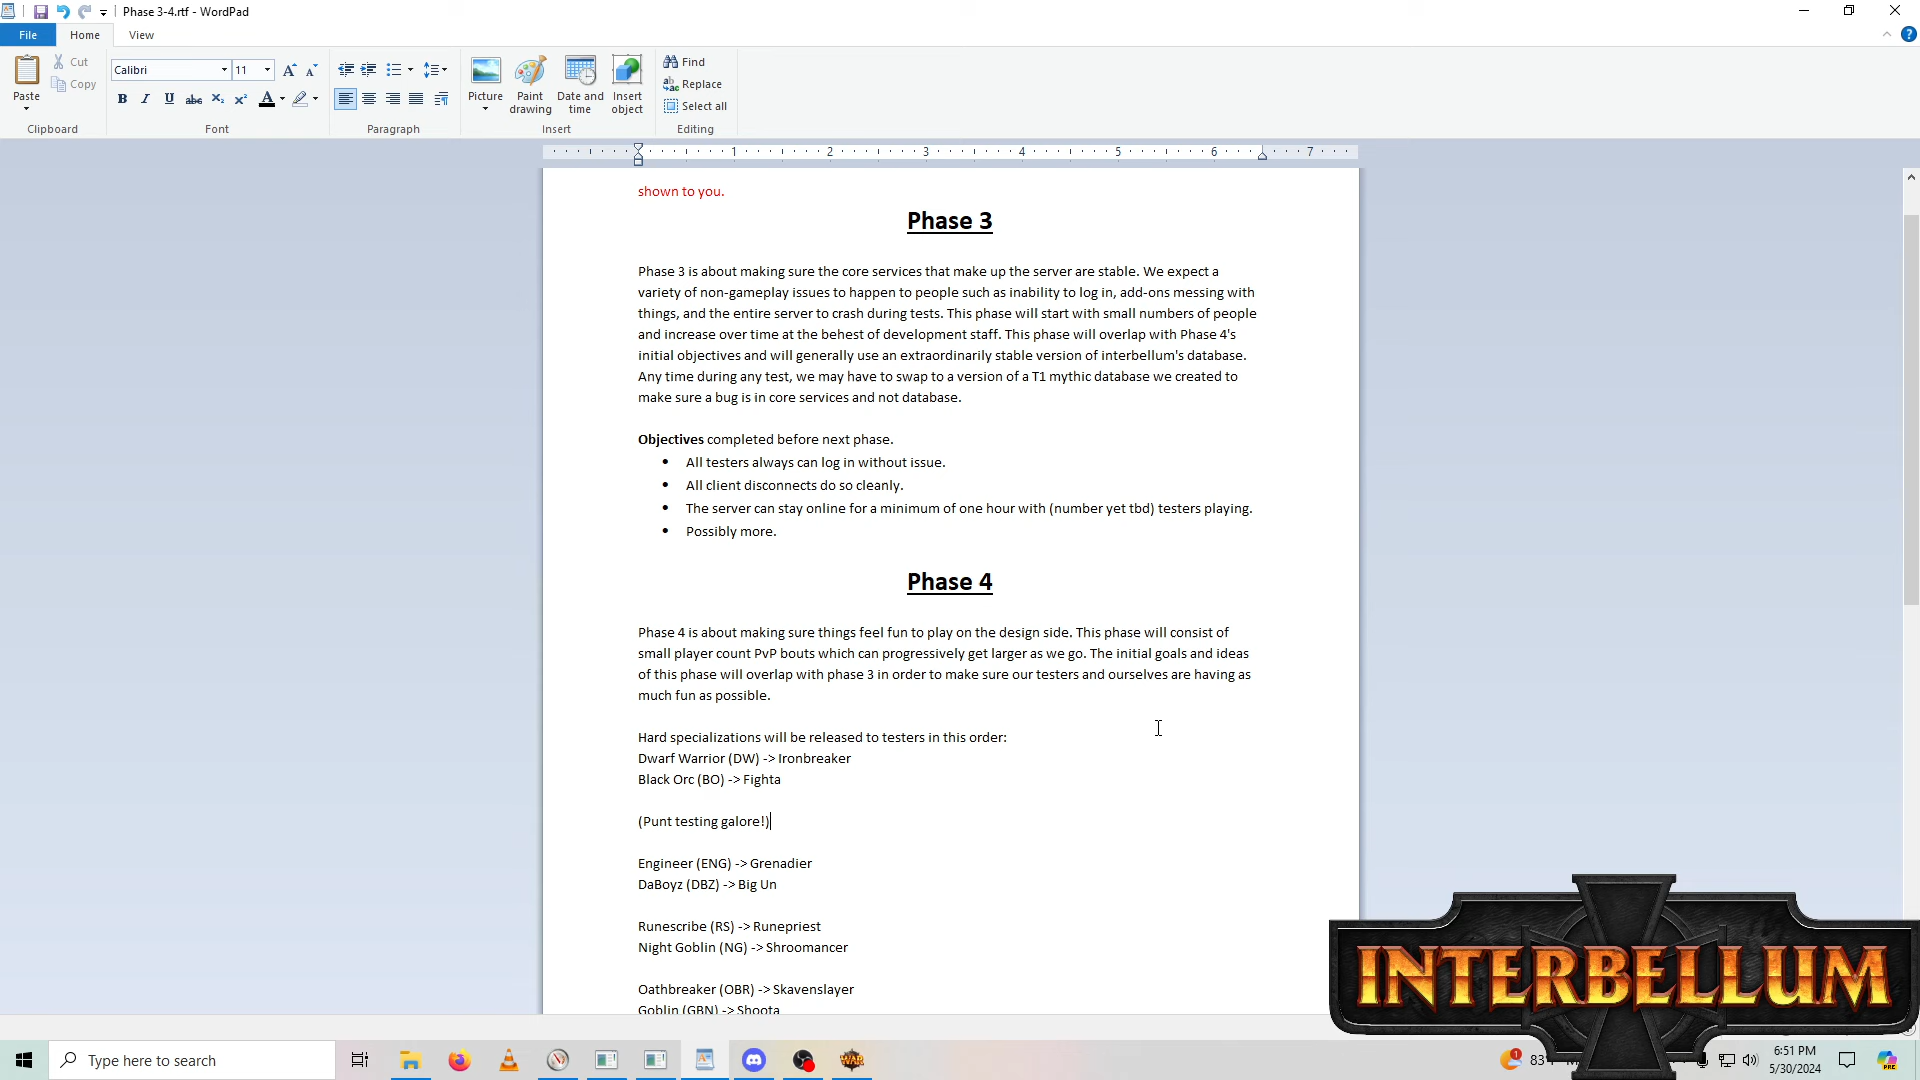 Phase 3-4.rtf - WordPad
File
Home
View
Paste
Cut
Copy
Calibri
11
Picture
Paint drawing
Date and time
Insert object
Find
Replace
Select all
Clipboard
Font
Paragraph
Insert
Editing
1 2 3 4 5 6 7
shown to you.
Phase 3
Phase 3 is about making sure the core services that make up the server are stable. We expect a
variety of non-gameplay issues to happen to people such as inability to log in, add-ons messing with
things, and the entire server to crash during tests. This phase will start with small numbers of people
and increase over time at the behest of development staff. This phase will overlap with Phase 4's
initial objectives and will generally use an extraordinarily stable version of interbellum's database.
Any time during any test, we may have to swap to a version of a T1 mythic database we created to
make sure a bug is in core services and not database.
Objectives completed before next phase.
• All testers always can log in without issue.
• All client disconnects do so cleanly.
• The server can stay online for a minimum of one hour with (number yet tbd) testers playing.
• Possibly more.
Phase 4
Phase 4 is about making sure things feel fun to play on the design side. This phase will consist of
small player count PvP bouts which can progressively get larger as we go. The initial goals and ideas
of this phase will overlap with phase 3 in order to make sure our testers and ourselves are having as
much fun as possible.
Hard specializations will be released to testers in this order:
Dwarf Warrior (DW) -> Ironbreaker
Black Orc (BO) -> Fighta
(Punt testing galore!)
Engineer (ENG) -> Grenadier
DaBoyz (DBZ) -> Big Un
Runescribe (RS) -> Runepriest
Night Goblin (NG) -> Shroomancer
Oathbreaker (OBR) -> Skavenslayer
Goblin (GBN) -> Shoota
INTERBELLUM
Type here to search
WAR
1
83°
6:51 PM
5/30/2024
PRE